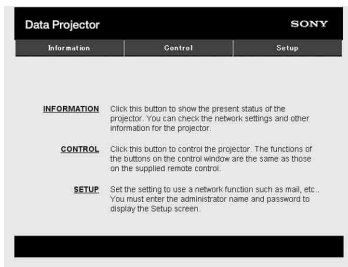 Data Projector SONY
Information Control Setup
INFORMATION Click this button to show the present status of the
projector. You can check the network settings and other
information for the projector.
CONTROL Click this button to control the projector. The functions of
the buttons on the control window are the same as those
on the supplied remote control.
SETUP Set the setting to use a network function such as mail, etc..
You must enter the administrator name and password to
display the Setup screen.